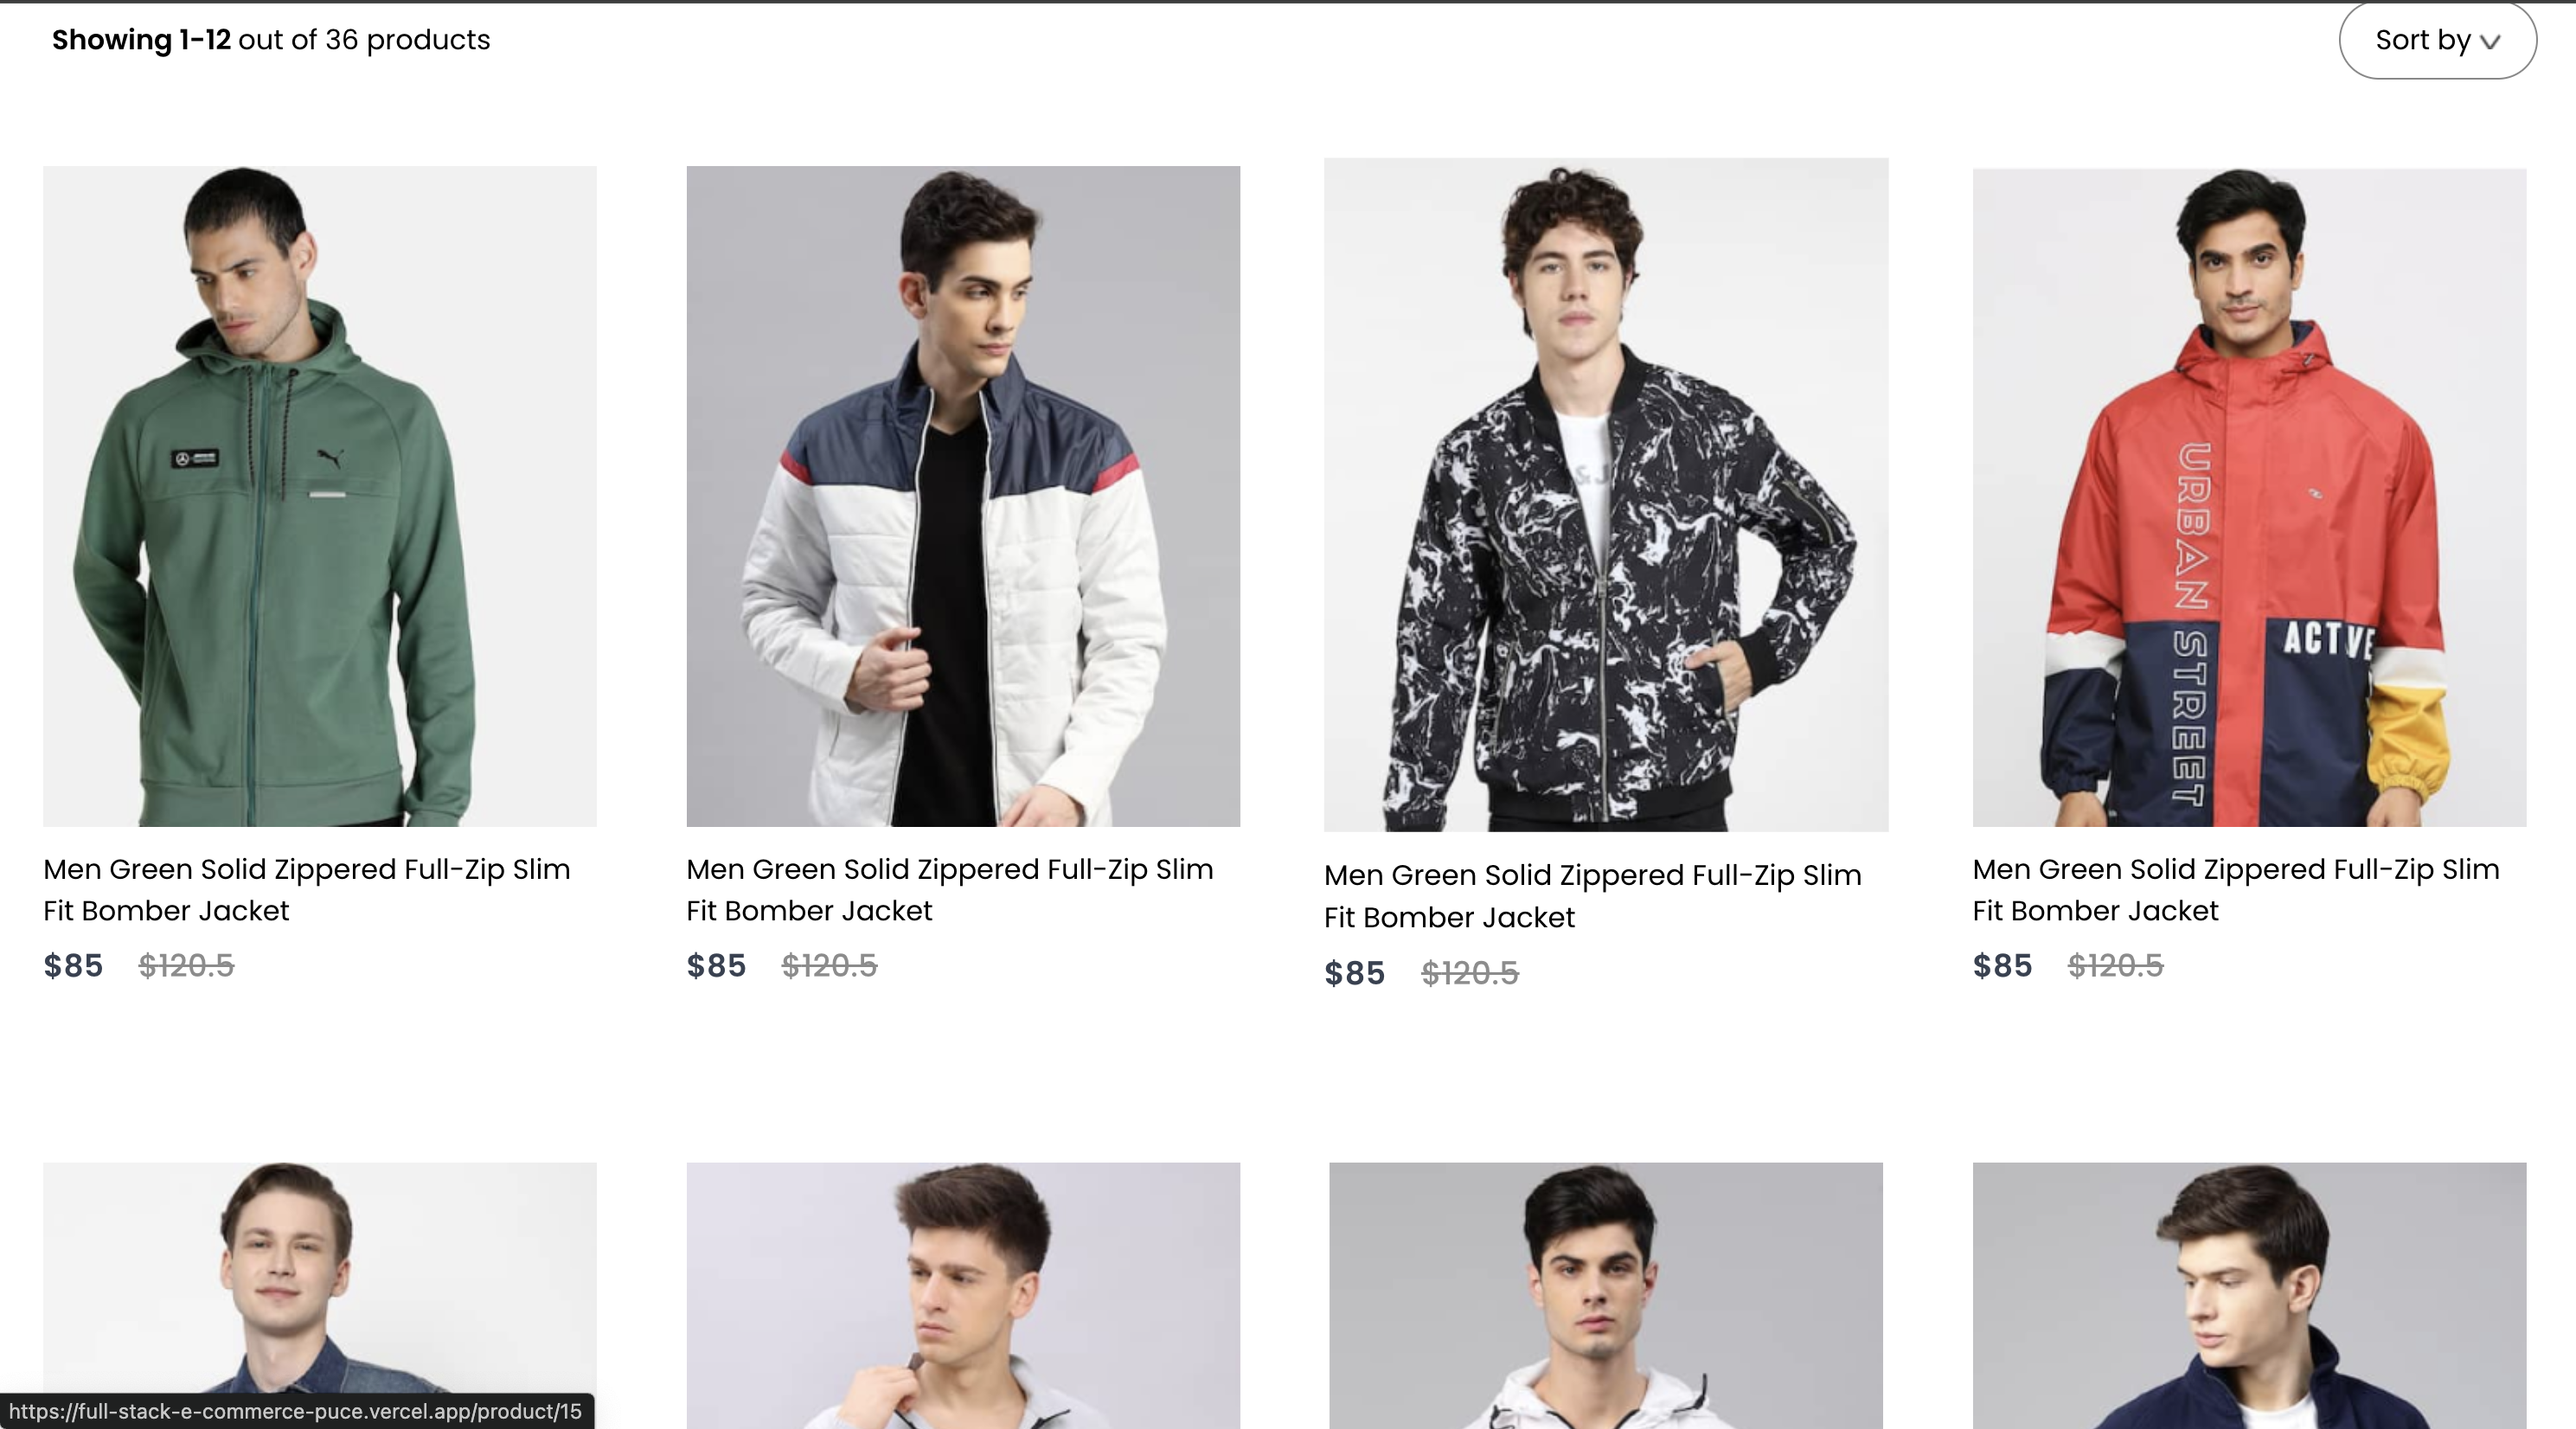 Showing 1-12 out of 36 products
Sort by
& J
URBAN STREET
ACTIVE
Men Green Solid Zippered Full-Zip Slim
Fit Bomber Jacket
$85 $120.5
Men Green Solid Zippered Full-Zip Slim
Fit Bomber Jacket
$85 $120.5
Men Green Solid Zippered Full-Zip Slim
Fit Bomber Jacket
$85 $120.5
Men Green Solid Zippered Full-Zip Slim
Fit Bomber Jacket
$85 $120.5
https://full-stack-e-commerce-puce.vercel.app/product/15